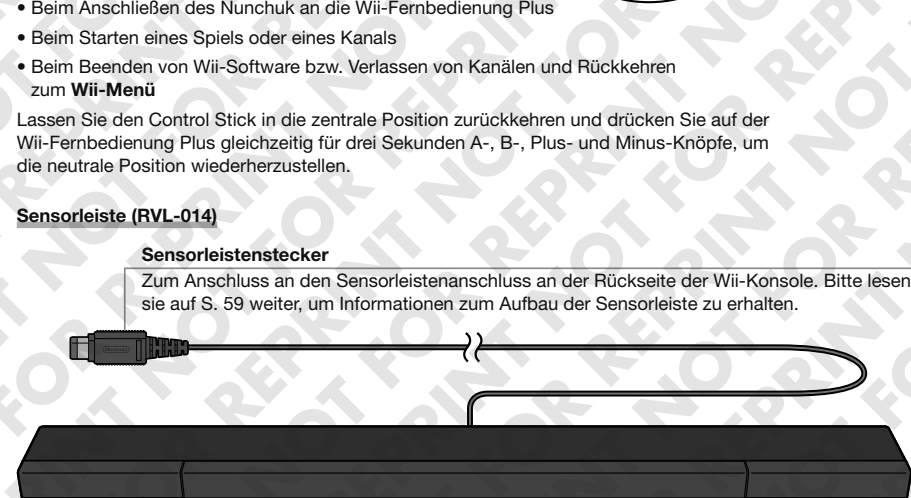 • Beim Anschließen des Nunchuk an die Wii-Fernbedienung Plus
• Beim Starten eines Spiels oder eines Kanals
• Beim Beenden von Wii-Software bzw. Verlassen von Kanälen und Rückkehren
zum Wii-Menü
Lassen Sie den Control Stick in die zentrale Position zurückkehren und drücken Sie auf der
Wii-Fernbedienung Plus gleichzeitig für drei Sekunden A-, B-, Plus- und Minus-Knöpfe, um
die neutrale Position wiederherzustellen.
Sensorleiste (RVL-014)
Sensorleistenstecker
Zum Anschluss an den Sensorleistenanschluss an der Rückseite der Wii-Konsole. Bitte lesen
sie auf S. 59 weiter, um Informationen zum Aufbau der Sensorleiste zu erhalten.
Nintendo
NOT FOR REPRINT